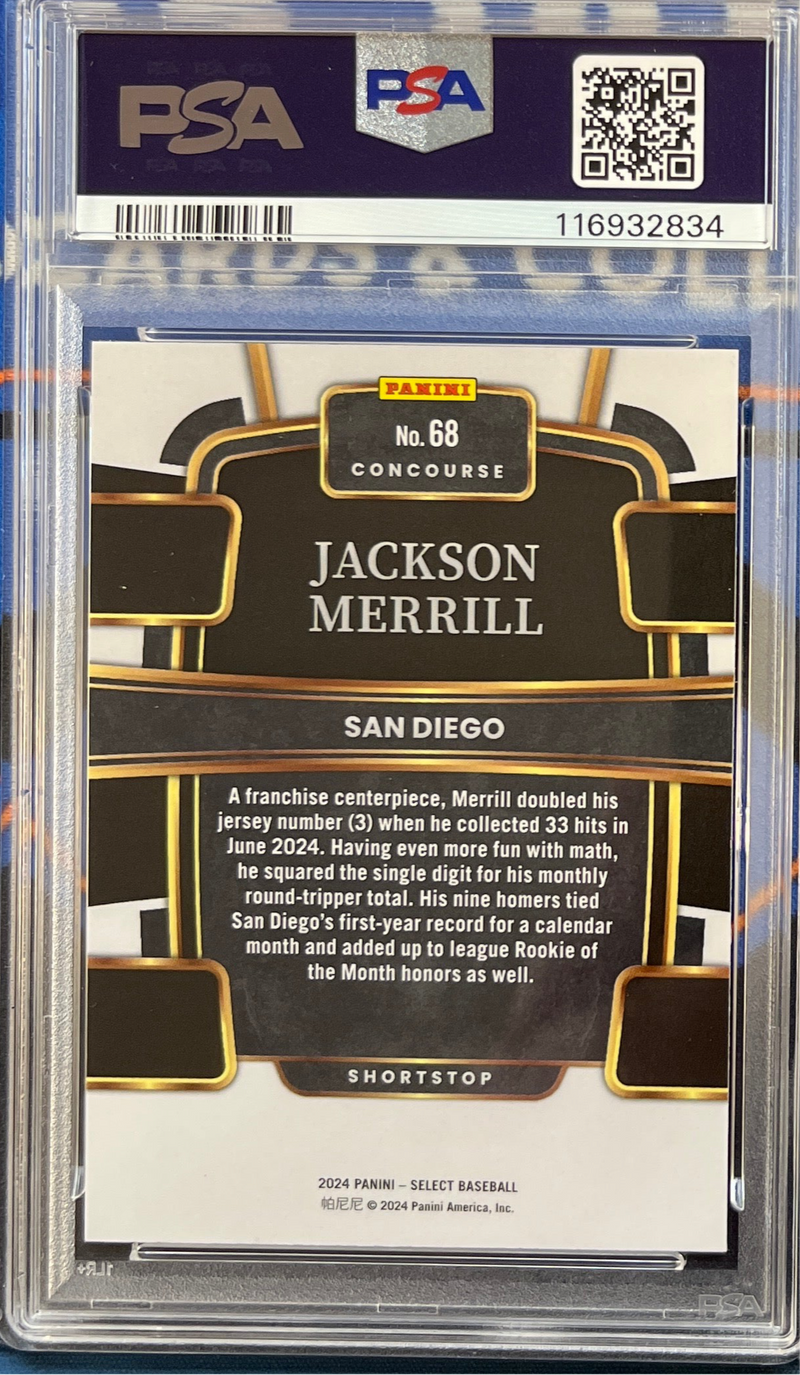 PSA
PSA
116932834
PANINI
No. 68
CONCOURSE
JACKSON
MERRILL
SAN DIEGO
A franchise centerpiece, Merrill doubled his
jersey number (3) when he collected 33 hits in
June 2024. Having even more fun with math,
he squared the single digit for his monthly
round-tripper total. His nine homers tied
San Diego's first-year record for a calendar
month and added up to league Rookie of
the Month honors as well.
SHORTSTOP
2024 PANINI – SELECT BASEBALL
帕尼尼 © 2024 Panini America, Inc.
1LR+
PSA